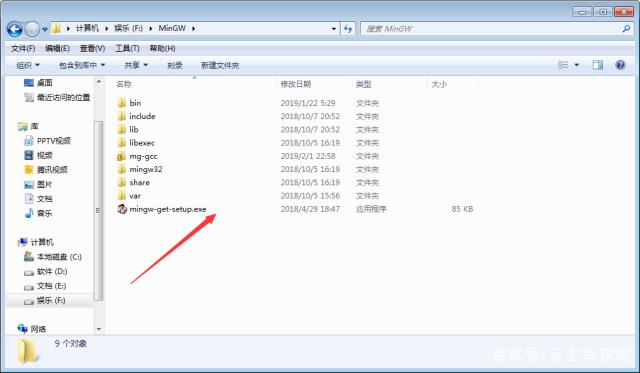 计算机 ▸ 娱乐 (F:) ▸ MinGW ▸
搜索 MinGW
文件(F) 编辑(E) 查看(V) 工具(T) 帮助(H)
组织 包含到库中 共享 刻录 新建文件夹
名称 修改日期 类型 大小
桌面
最近访问的位置
库
PPTV视频
视频
腾讯视频
图片
文档
音乐
计算机
本地磁盘 (C:)
软件 (D:)
文档 (E:)
娱乐 (F:)
网络
bin 2019/1/22 5:29 文件夹
include 2018/10/7 20:52 文件夹
lib 2018/10/7 20:52 文件夹
libexec 2018/10/5 16:19 文件夹
mg-gcc 2019/2/1 22:58 文件夹
mingw32 2018/10/5 16:19 文件夹
share 2018/10/5 16:19 文件夹
var 2018/10/5 15:56 文件夹
mingw-get-setup.exe 2018/4/29 18:47 应用程序 85 KB
9 个对象
百家号/云主宰苍穹